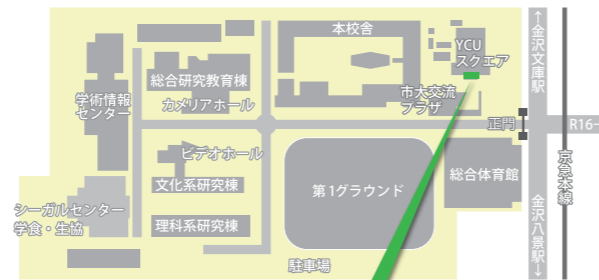 本校舎
YCU
スクエア
←金沢文庫駅
総合研究教育棟
カメリアホール
学術情報
センター
市大交流
プラザ
正門
R16
京急本線
ビデオホール
文化系研究棟
第1グラウンド
総合体育館
シーガルセンター
学食・生協
理科系研究棟
金沢八景駅→
駐車場